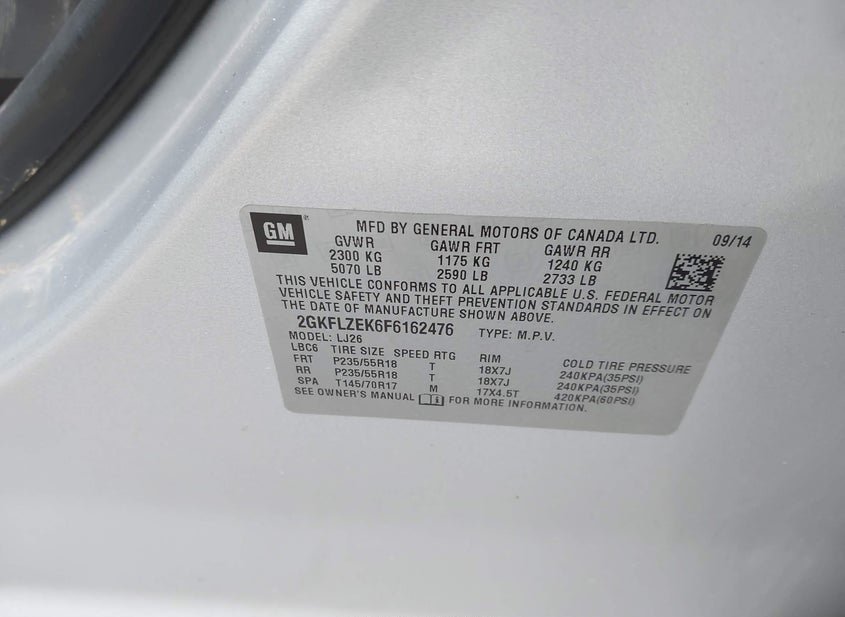 GM ® MFD BY GENERAL MOTORS OF CANADA LTD. 09/14
GVWR GAWR FRT GAWR RR
2300 KG 1175 KG 1240 KG
5070 LB 2590 LB 2733 LB
THIS VEHICLE CONFORMS TO ALL APPLICABLE U.S. FEDERAL MOTOR
VEHICLE SAFETY AND THEFT PREVENTION STANDARDS IN EFFECT ON
THE DATE OF MANUFACTURE SHOWN ABOVE.
2GKFLZEK6F6162476 TYPE: M.P.V.
MODEL: LJ26
LBC6 TIRE SIZE SPEED RTG RIM COLD TIRE PRESSURE
FRT P235/55R18 T 18X7J 240KPA(35PSI)
RR P235/55R18 T 18X7J 240KPA(35PSI)
SPA T145/70R17 M 17X4.5T 420KPA(60PSI)
SEE OWNER'S MANUAL FOR MORE INFORMATION.